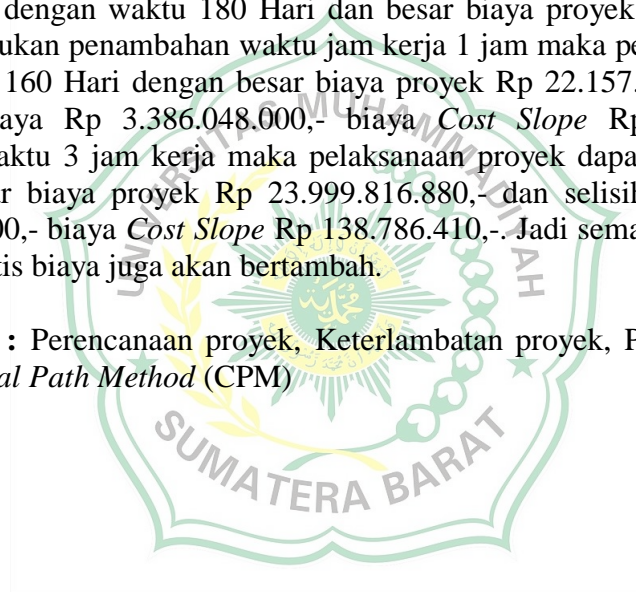 dengan waktu 180 Hari dan besar biaya proyek
ukan penambahan waktu jam kerja 1 jam maka pe
160 Hari dengan besar biaya proyek Rp 22.157.
aya Rp 3.386.048.000,- biaya Cost Slope Rp
aktu 3 jam kerja maka pelaksanaan proyek dapa
ar biaya proyek Rp 23.999.816.880,- dan selisih
00,- biaya Cost Slope Rp 138.786.410,-. Jadi sema
tis biaya juga akan bertambah.
: Perencanaan proyek, Keterlambatan proyek, P
al Path Method (CPM)
UNIVERSITAS MUHAMMADIYAH
SUMATERA BARAT